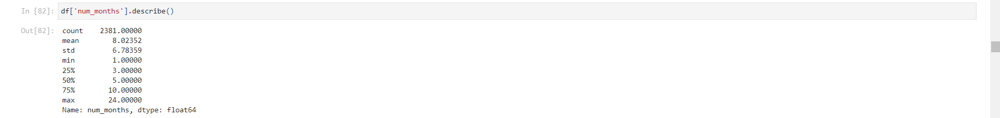 In [82]: df['num_months'].describe()
Out[82]: count    2381.00000
mean        8.02352
std         6.78359
min         1.00000
25%         3.00000
50%         5.00000
75%        10.00000
max        24.00000
Name: num_months, dtype: float64